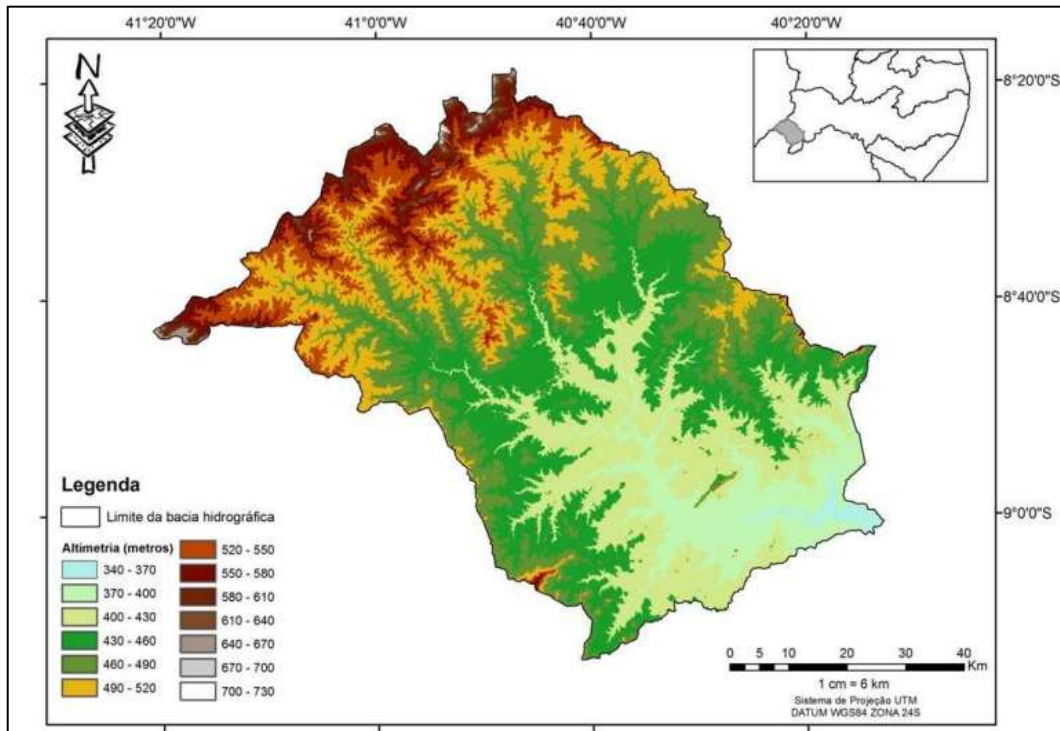 41°20'0"W 41°0'0"W 40°40'0"W 40°20'0"W
N
8°20'0"S
8°40'0"S
9°0'0"S
Legenda
Limite da bacia hidrográfica
Altimetria (metros)
340 - 370
370 - 400
400 - 430
430 - 460
460 - 490
490 - 520
520 - 550
550 - 580
580 - 610
610 - 640
640 - 670
670 - 700
700 - 730
0 5 10 20 30 40
Km
1 cm = 6 km
Sistema de Projeção UTM
DATUM WGS84 ZONA 24S